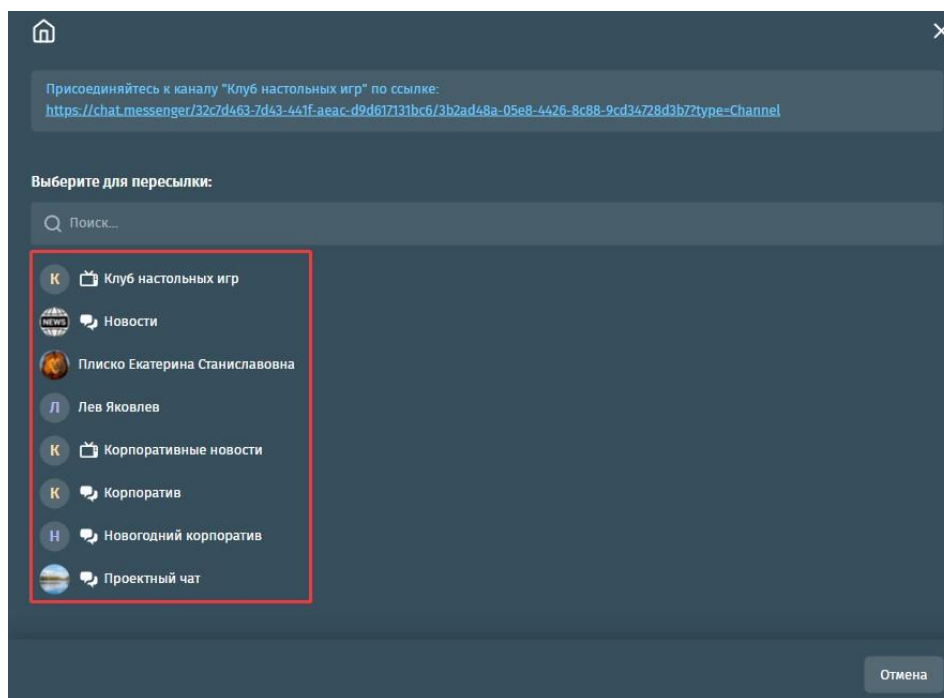 Присоединяйтесь к каналу "Клуб настольных игр" по ссылке:
https://chat.messenger/32c7d463-7d43-441f-aeac-d9d617131bc6/3b2ad48a-05e8-4426-8c88-9cd34728d3b7?type=Channel
Выберите для пересылки:
Поиск...
К Клуб настольных игр
NEWS Новости
Плиско Екатерина Станиславовна
Л Лев Яковлев
К Корпоративные новости
К Корпоратив
Н Новогодний корпоратив
Проектный чат
Отмена